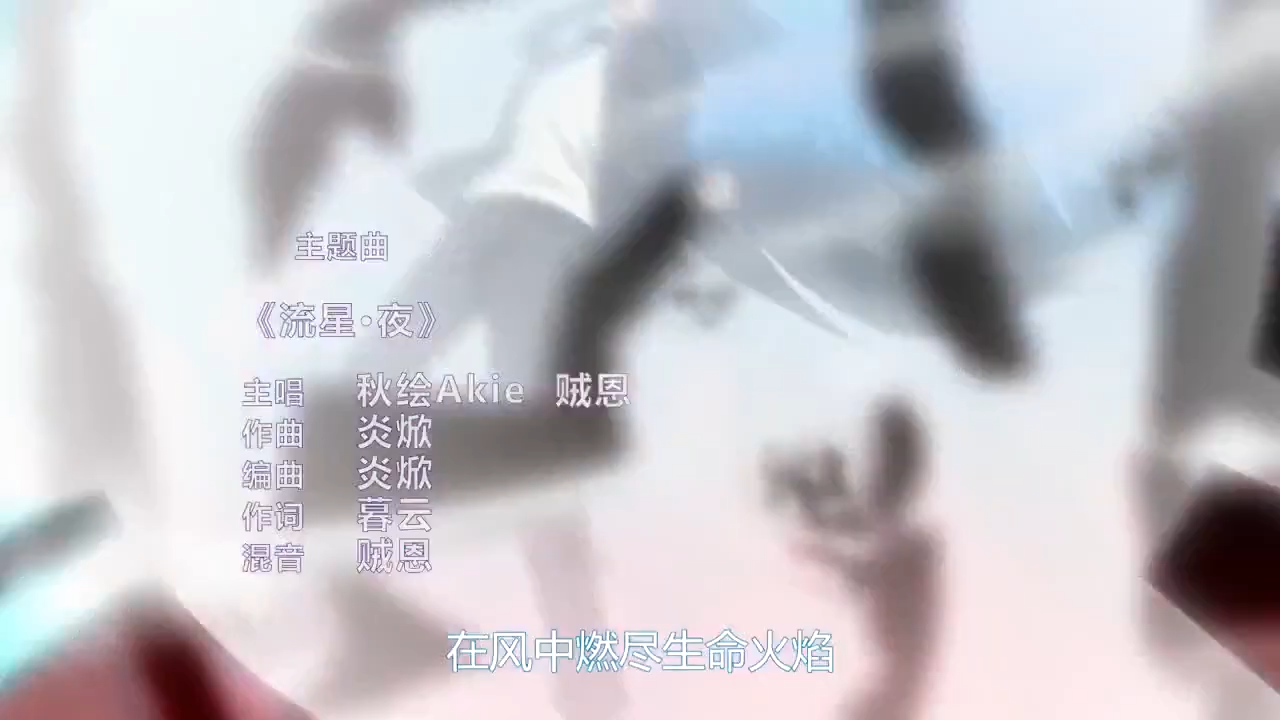 主题曲
《流星·夜》
主唱 秋绘Akie 贼恩
作曲 炎焮
编曲 炎焮
作词 暮云
混音 贼恩
在风中燃尽生命火焰